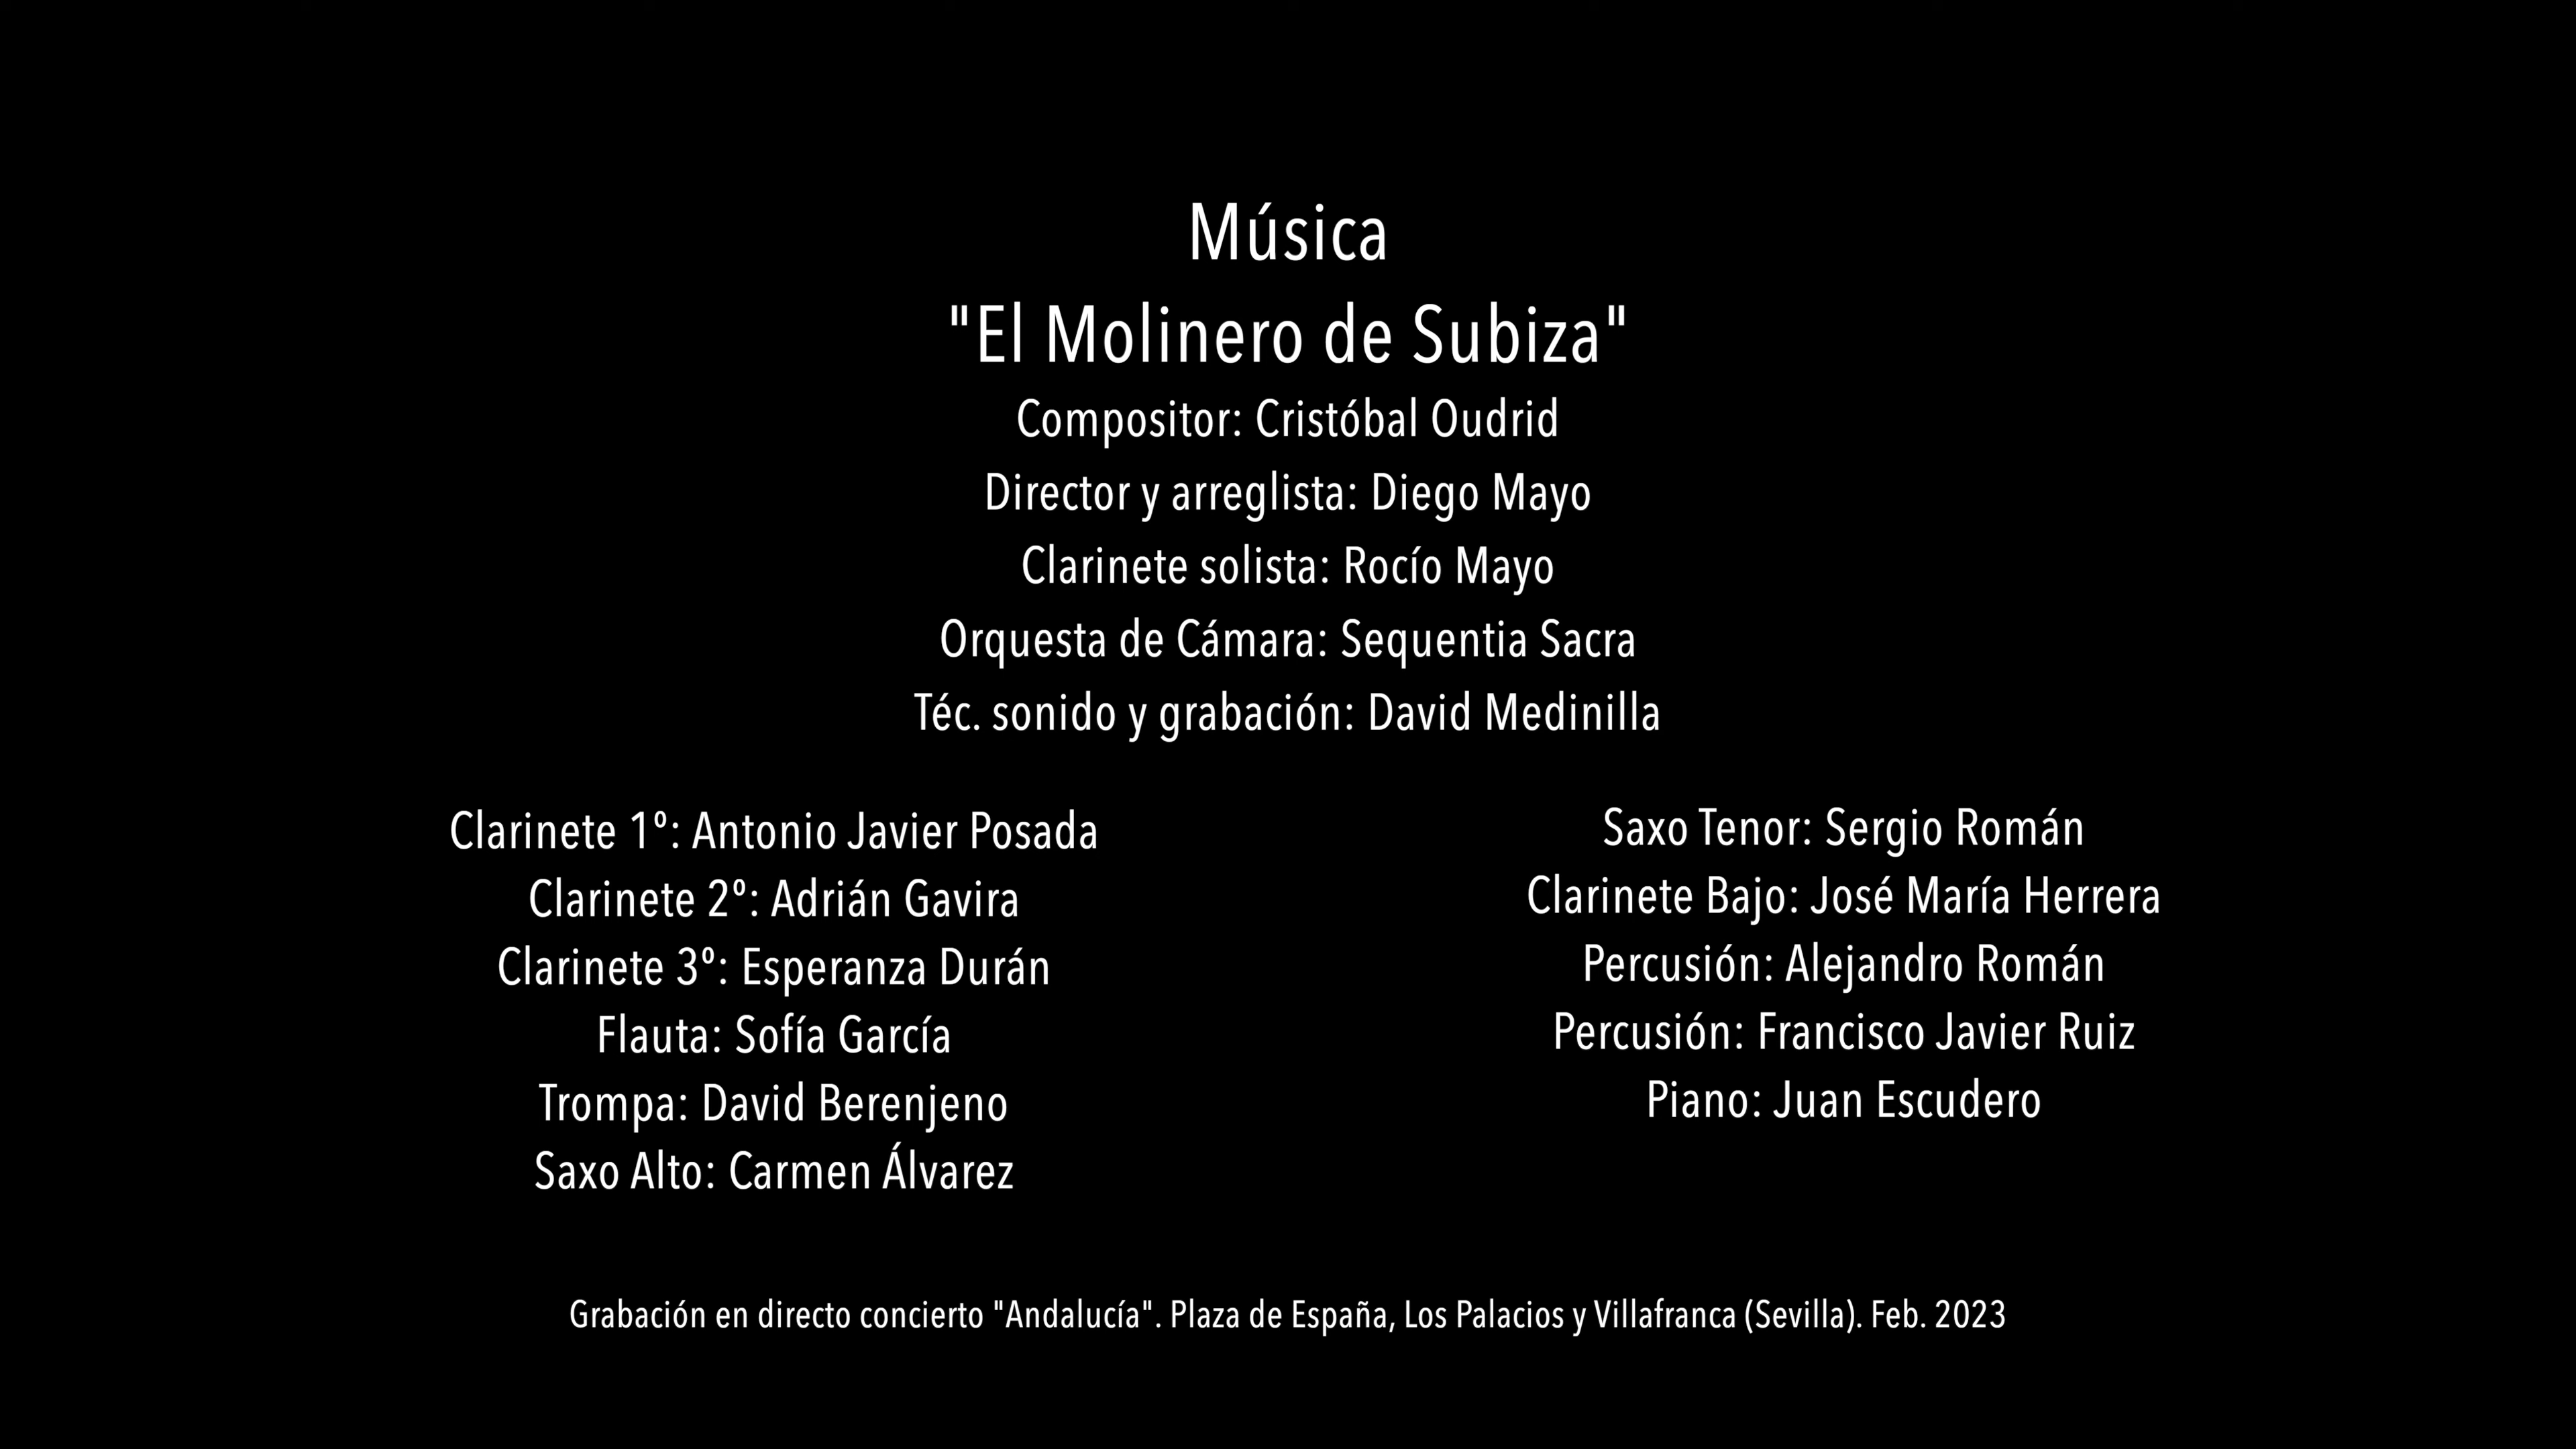 Música
"El Molinero de Subiza"
Compositor: Cristóbal Oudrid
Director y arreglista: Diego Mayo
Clarinete solista: Rocío Mayo
Orquesta de Cámara: Sequentia Sacra
Téc. sonido y grabación: David Medinilla
Clarinete 1º: Antonio Javier Posada
Clarinete 2º: Adrián Gavira
Clarinete 3º: Esperanza Durán
Flauta: Sofía García
Trompa: David Berenjeno
Saxo Alto: Carmen Álvarez
Saxo Tenor: Sergio Román
Clarinete Bajo: José María Herrera
Percusión: Alejandro Román
Percusión: Francisco Javier Ruiz
Piano: Juan Escudero
Grabación en directo concierto "Andalucía". Plaza de España, Los Palacios y Villafranca (Sevilla). Feb. 2023